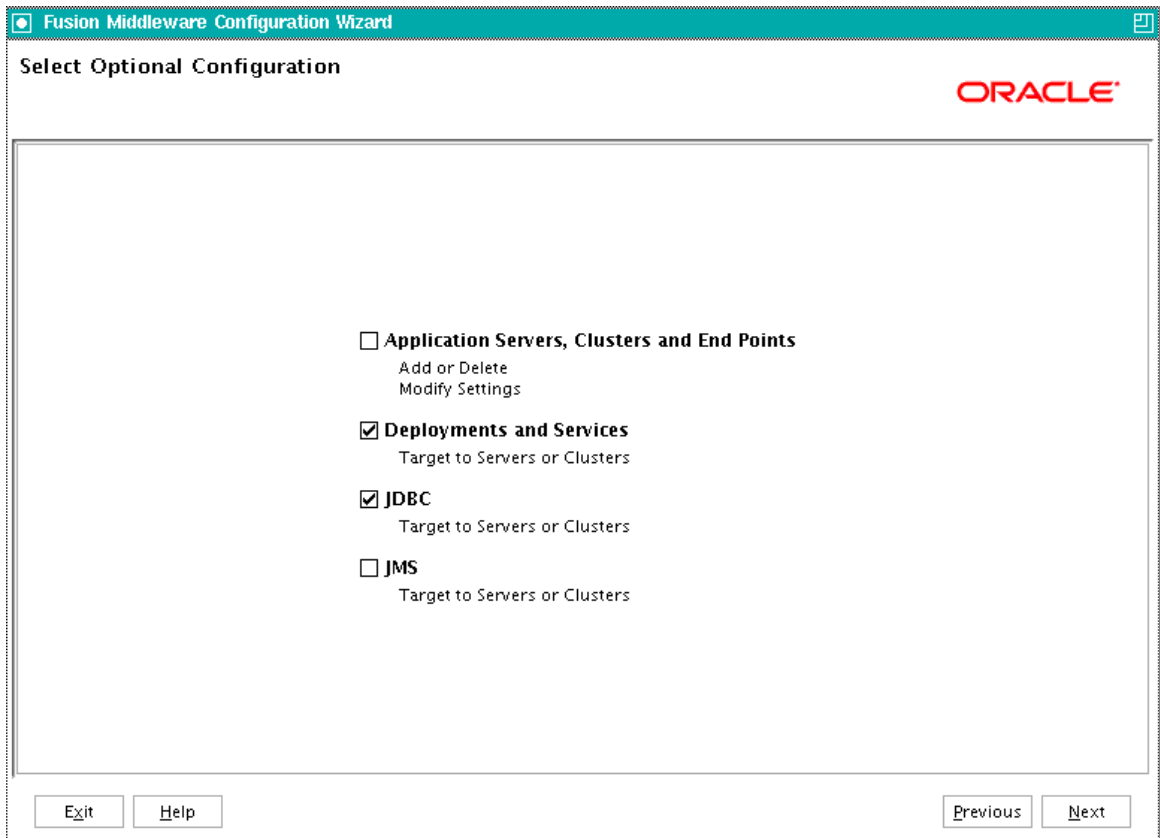 Fusion Middleware Configuration Wizard
Select Optional Configuration
ORACLE
Application Servers, Clusters and End Points
Add or Delete
Modify Settings
Deployments and Services
Target to Servers or Clusters
JDBC
Target to Servers or Clusters
JMS
Target to Servers or Clusters
Exit Help Previous Next